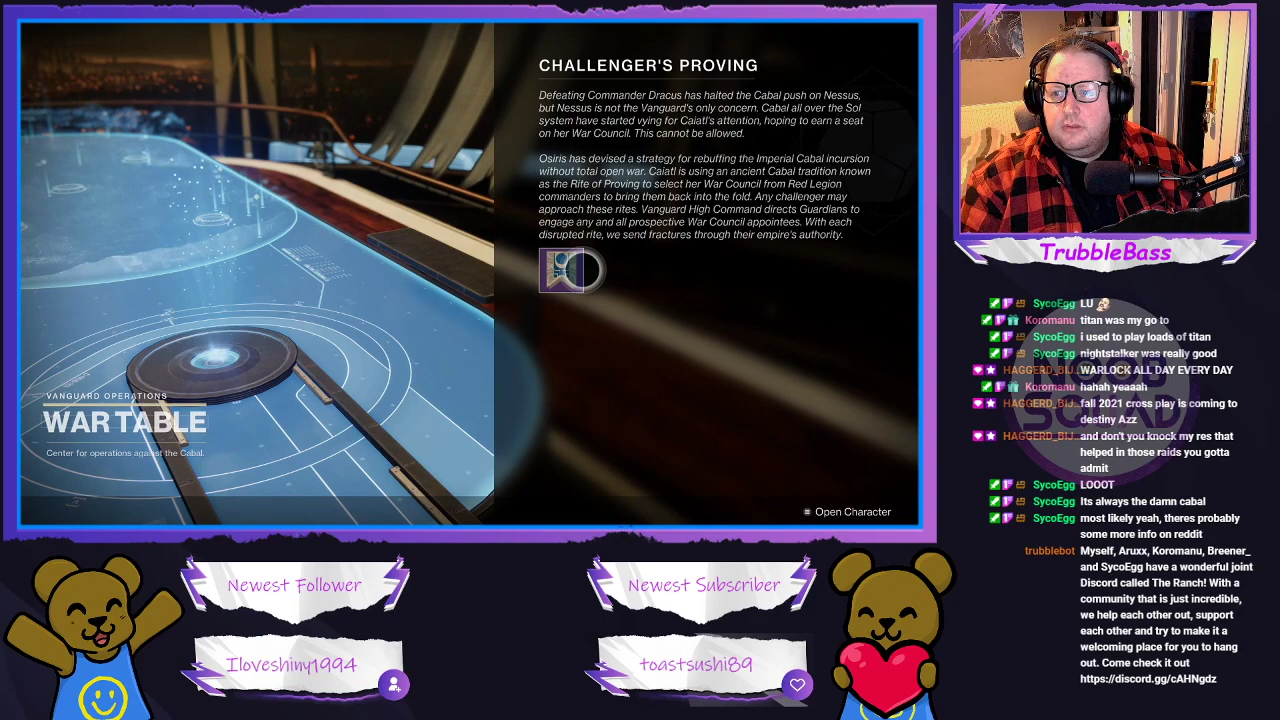 CHALLENGER'S PROVING
Defeating Commander Dracus has halted the Cabal push on Nessus,
but Nessus is not the Vanguard's only concern. Cabal all over the Sol
system have started vying for Caiatl's attention, hoping to earn a seat
on her War Council. This cannot be allowed.
Osiris has devised a strategy for rebuffing the Imperial Cabal incursion
without total open war. Caiatl is using an ancient Cabal tradition known
as the Rite of Proving to select her War Council from Red Legion
commanders to bring them back into the fold. Any challenger may
approach these rites. Vanguard High Command directs Guardians to
engage any and all prospective War Council appointees. With each
disrupted rite, we send fractures through their empire's authority.
VANGUARD OPERATIONS
WAR TABLE
Center for operations against the Cabal.
Open Character
TrubbleBass
SycoEgg LU
Koromanu titan was my go to
SycoEgg i used to play loads of titan
SycoEgg nightstalker was really good
HAGGERD_BIJ... WARLOCK ALL DAY EVERY DAY
Koromanu hahah yeaaah
HAGGERD_BIJ... fall 2021 cross play is coming to
destiny Azz
HAGGERD_BIJ... and don't you knock my res that
helped in those raids you gotta
admit
SycoEgg LOOOT
SycoEgg Its always the damn cabal
SycoEgg most likely yeah, theres probably
some more info on reddit
trubblebot Myself, Aruxx, Koromanu, Breener_
and SycoEgg have a wonderful joint
Discord called The Ranch! With a
community that is just incredible,
we help each other out, support
each other and try to make it a
welcoming place for you to hang
out. Come check it out
https://discord.gg/cAHNgdz
NOOB
SQUAD
Newest Follower
Iloveshiny1994
Newest Subscriber
toastsushi89